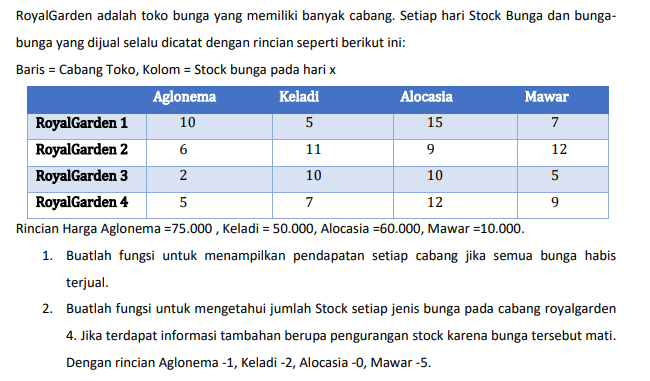 RoyalGarden adalah toko bunga yang memiliki banyak cabang. Setiap hari Stock Bunga dan bunga-
bunga yang dijual selalu dicatat dengan rincian seperti berikut ini:
Baris = Cabang Toko, Kolom = Stock bunga pada hari x
Aglonema Keladi Alocasia Mawar
RoyalGarden 1 10 5 15 7
RoyalGarden 2 6 11 9 12
RoyalGarden 3 2 10 10 5
RoyalGarden 4 5 7 12 9
Rincian Harga Aglonema =75.000 , Keladi = 50.000, Alocasia =60.000, Mawar =10.000.
1. Buatlah fungsi untuk menampilkan pendapatan setiap cabang jika semua bunga habis
terjual.
2. Buatlah fungsi untuk mengetahui jumlah Stock setiap jenis bunga pada cabang royalgarden
4. Jika terdapat informasi tambahan berupa pengurangan stock karena bunga tersebut mati.
Dengan rincian Aglonema -1, Keladi -2, Alocasia -0, Mawar -5.